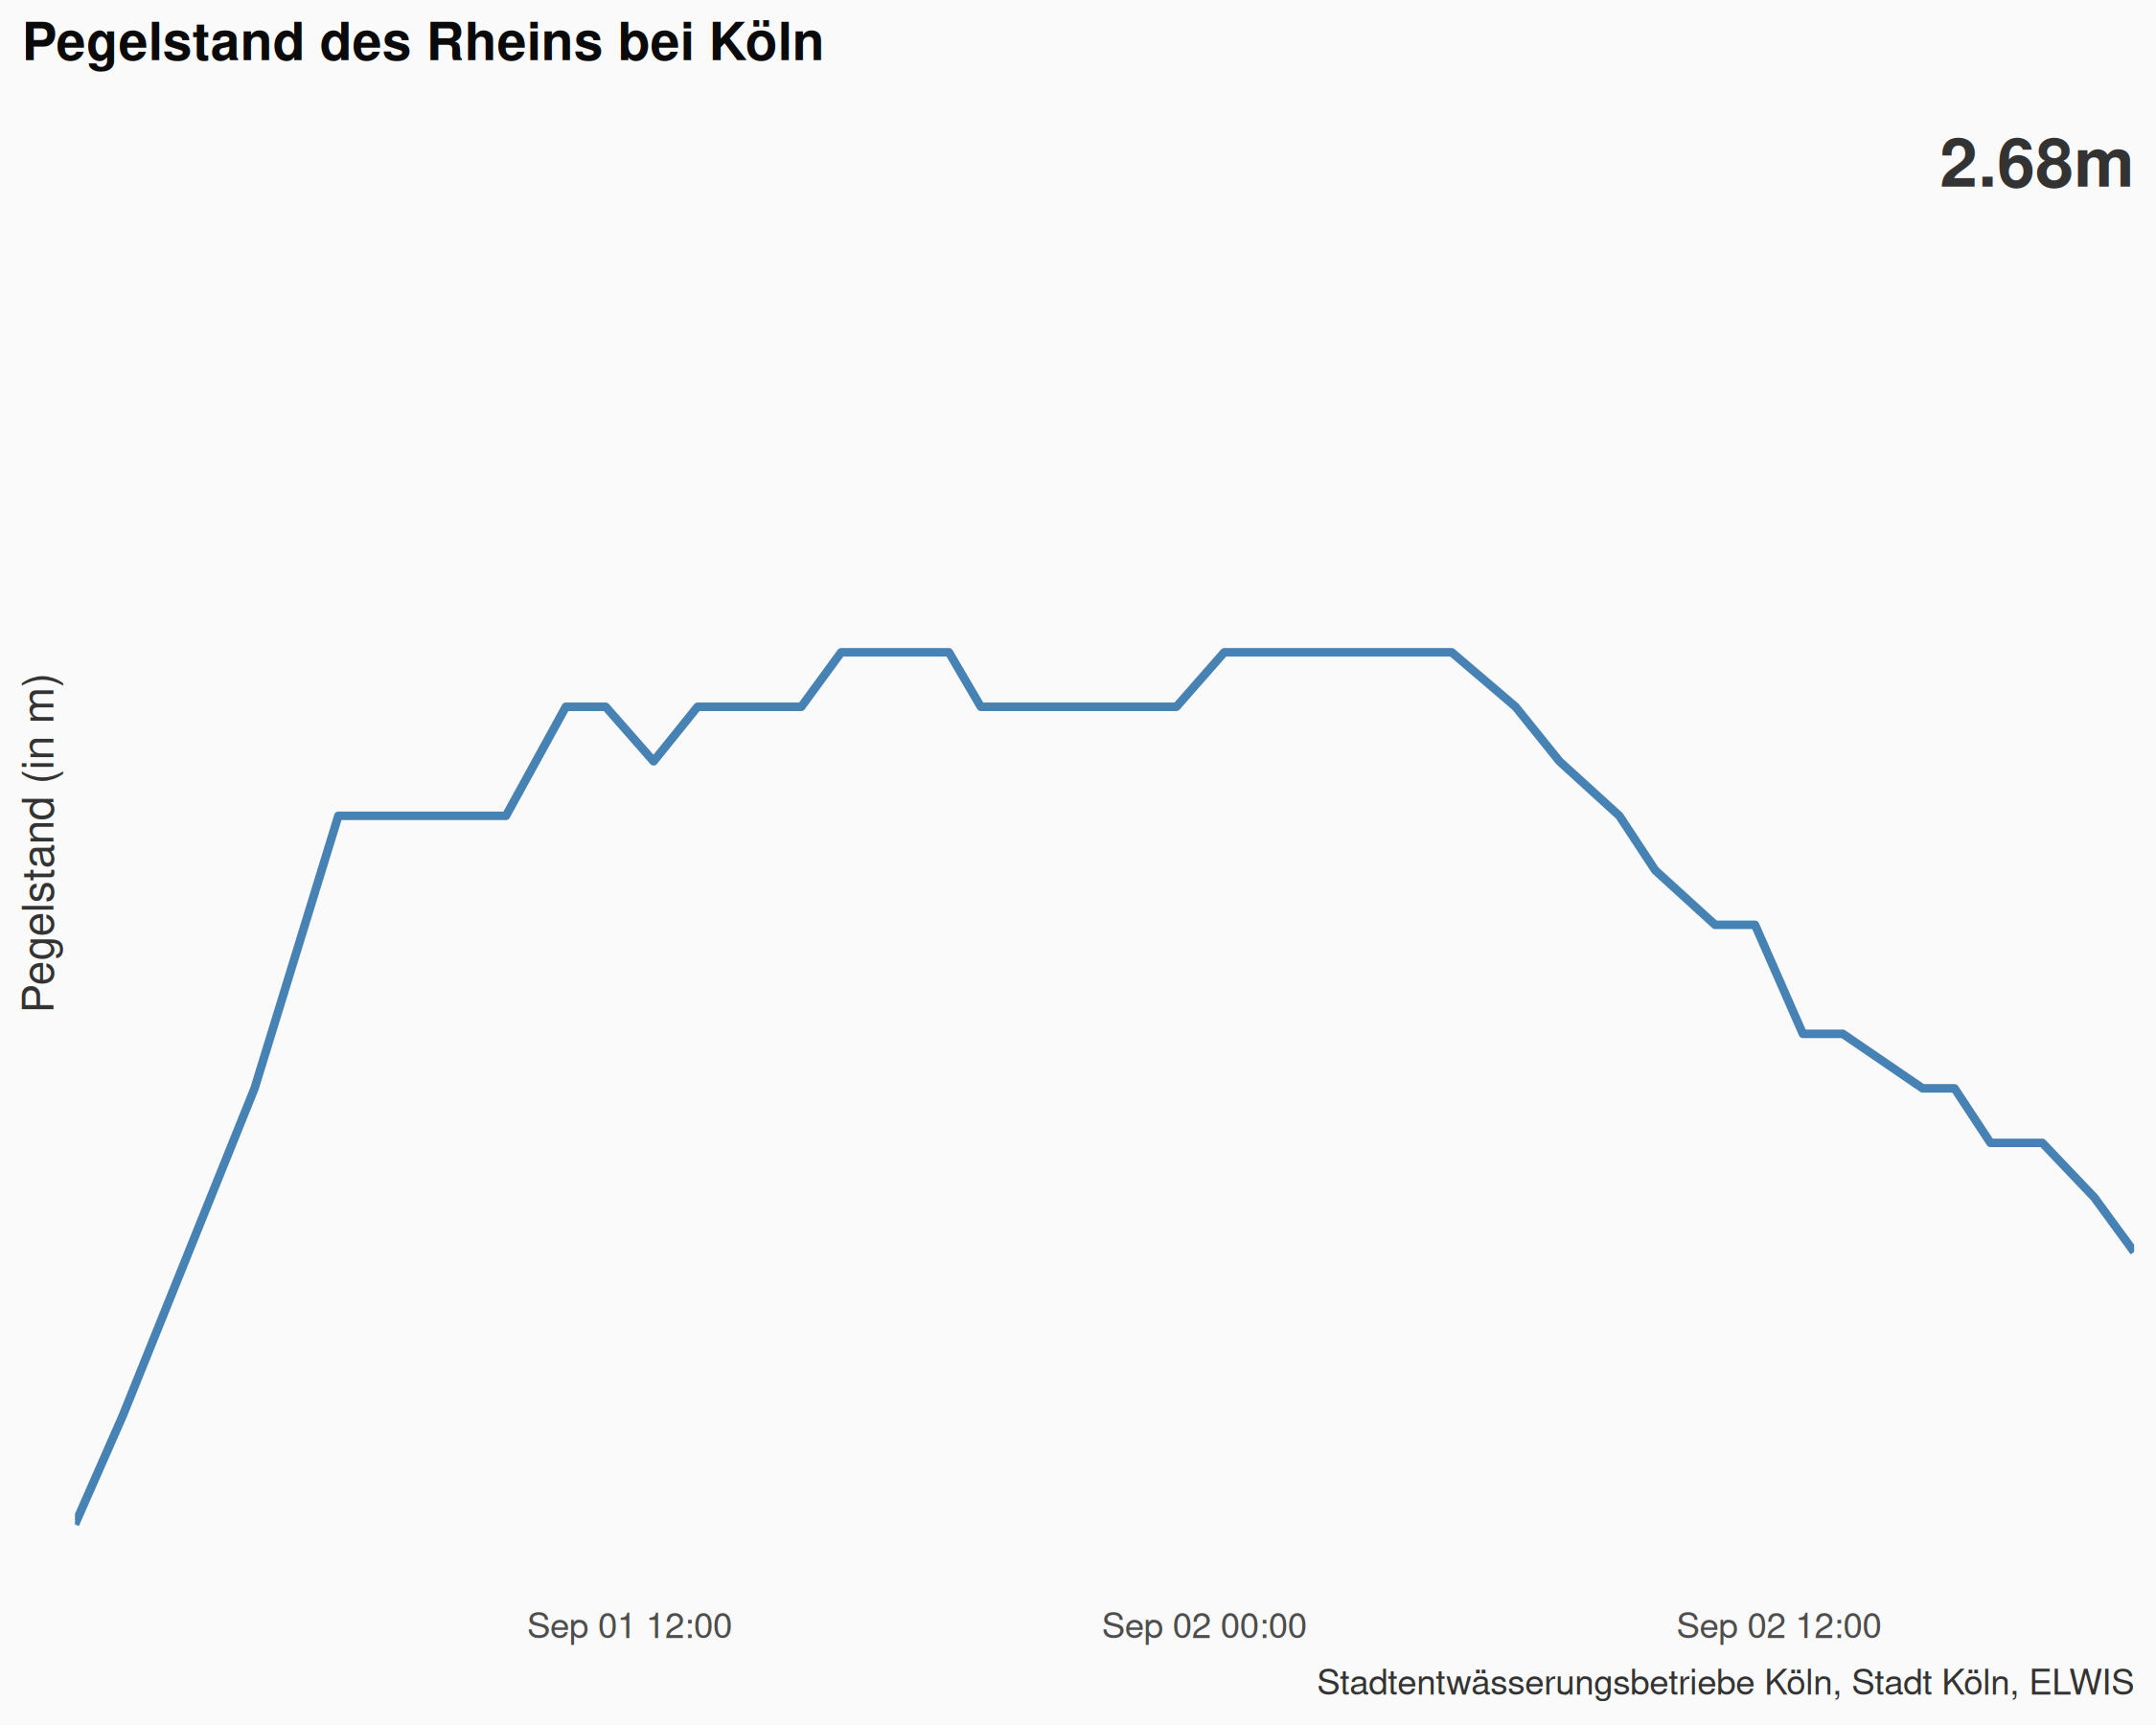 Pegelstand des Rheins bei Köln
2.68m
Pegelstand (in m)
Sep 01 12:00
Sep 02 00:00
Sep 02 12:00
Stadtentwässerungsbetriebe Köln, Stadt Köln, ELWIS